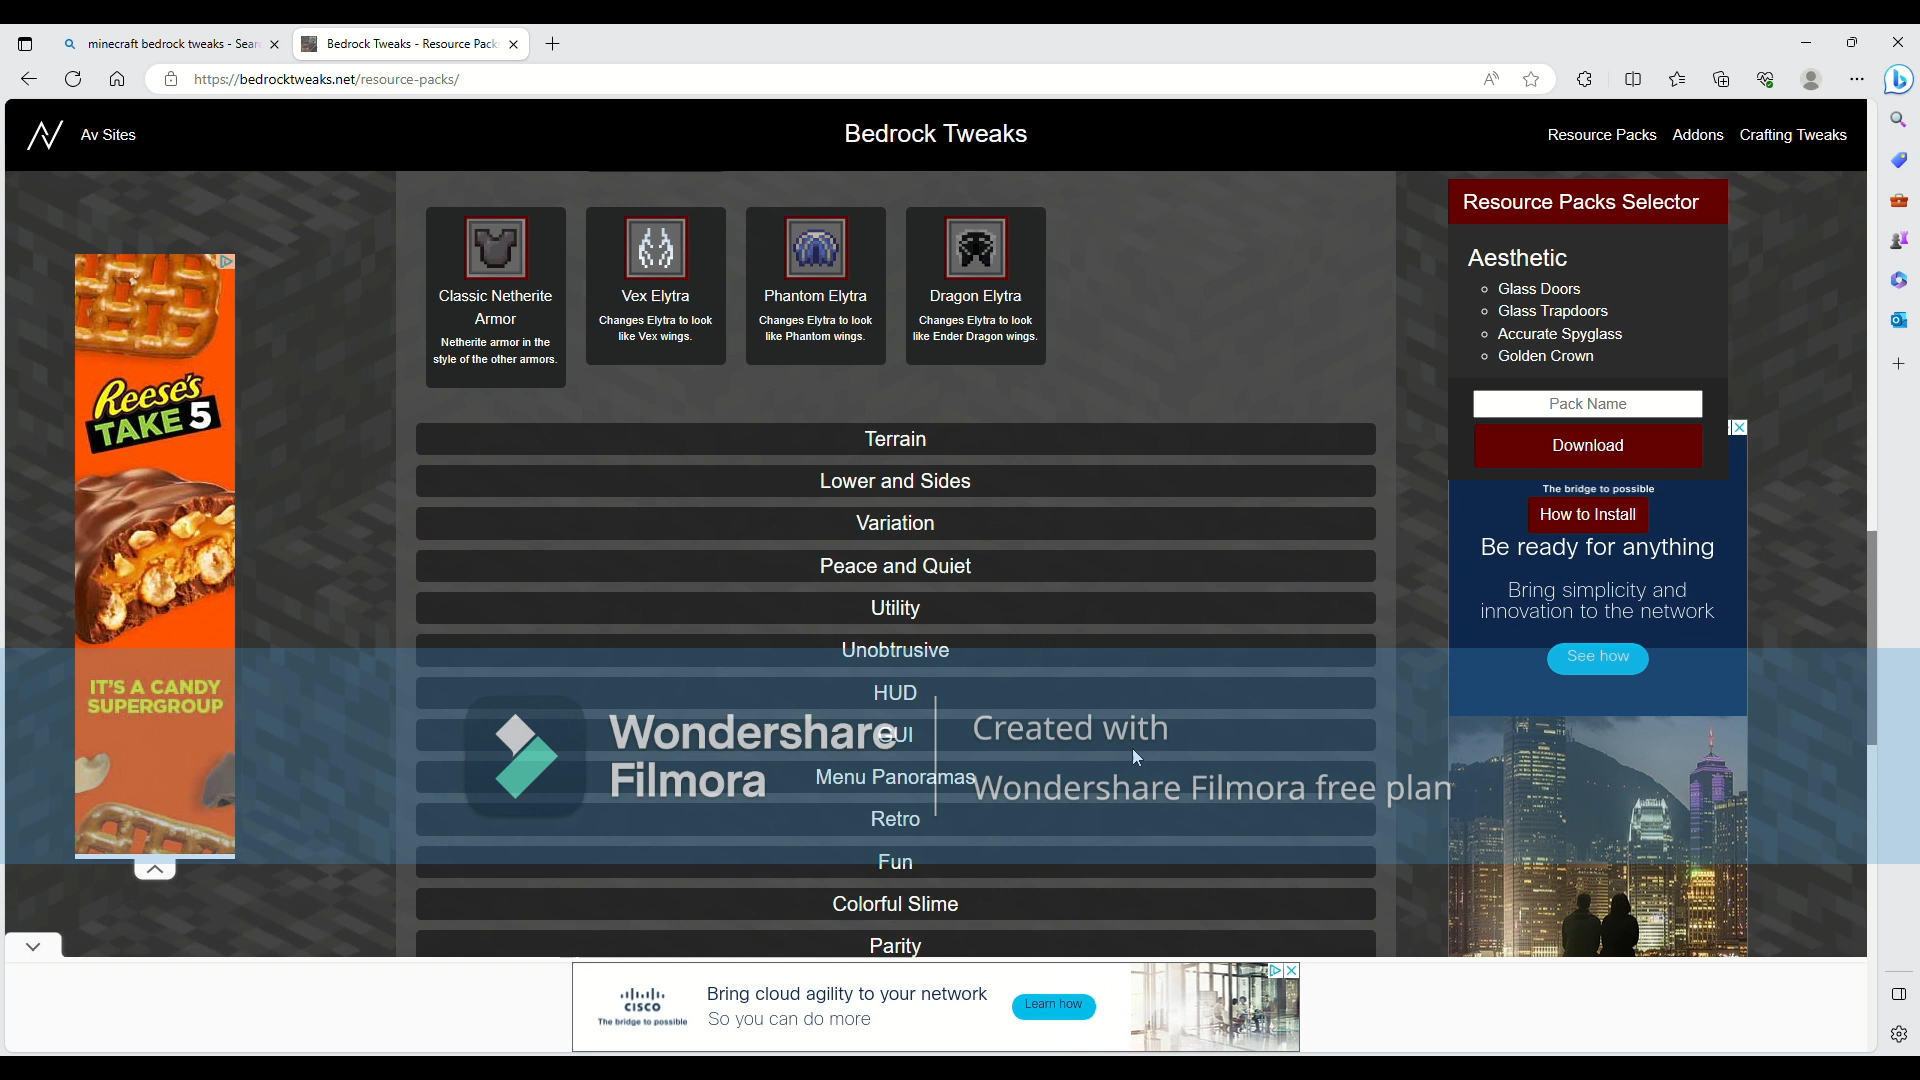 minecraft bedrock tweaks - Sear
Bedrock Tweaks - Resource Pack
https://bedrocktweaks.net/resource-packs/
Av Sites
Bedrock Tweaks
Resource Packs
Addons
Crafting Tweaks
Classic Netherite
Armor
Netherite armor in the
style of the other armors.
Vex Elytra
Changes Elytra to look
like Vex wings.
Phantom Elytra
Changes Elytra to look
like Phantom wings.
Dragon Elytra
Changes Elytra to look
like Ender Dragon wings.
Terrain
Lower and Sides
Variation
Peace and Quiet
Utility
Unobtrusive
HUD
GUI
Menu Panoramas
Retro
Fun
Colorful Slime
Parity
Resource Packs Selector
Aesthetic
Glass Doors
Glass Trapdoors
Accurate Spyglass
Golden Crown
Pack Name
Download
The bridge to possible
How to Install
Be ready for anything
Bring simplicity and
innovation to the network
See how
Reese's
TAKE 5
IT'S A CANDY
SUPERGROUP
Wondershare
Filmora
Created with
Wondershare Filmora free plan
CISCO
The bridge to possible
Bring cloud agility to your network
So you can do more
Learn how